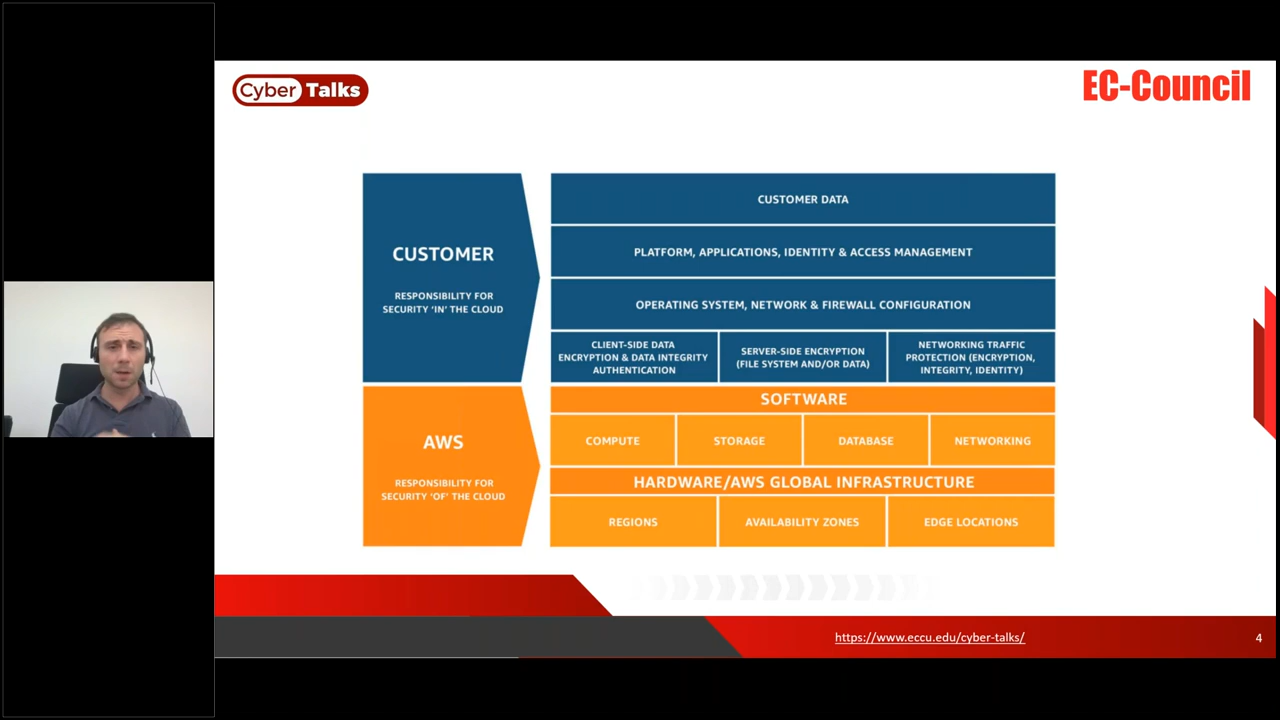 Cyber Talks
EC-Council
CUSTOMER
RESPONSIBILITY FOR
SECURITY ‘IN’ THE CLOUD
CUSTOMER DATA
PLATFORM, APPLICATIONS, IDENTITY & ACCESS MANAGEMENT
OPERATING SYSTEM, NETWORK & FIREWALL CONFIGURATION
CLIENT-SIDE DATA
ENCRYPTION & DATA INTEGRITY
AUTHENTICATION
SERVER-SIDE ENCRYPTION
(FILE SYSTEM AND/OR DATA)
NETWORKING TRAFFIC
PROTECTION (ENCRYPTION,
INTEGRITY, IDENTITY)
AWS
RESPONSIBILITY FOR
SECURITY ‘OF’ THE CLOUD
SOFTWARE
COMPUTE
STORAGE
DATABASE
NETWORKING
HARDWARE/AWS GLOBAL INFRASTRUCTURE
REGIONS
AVAILABILITY ZONES
EDGE LOCATIONS
https://www.eccu.edu/cyber-talks/
4